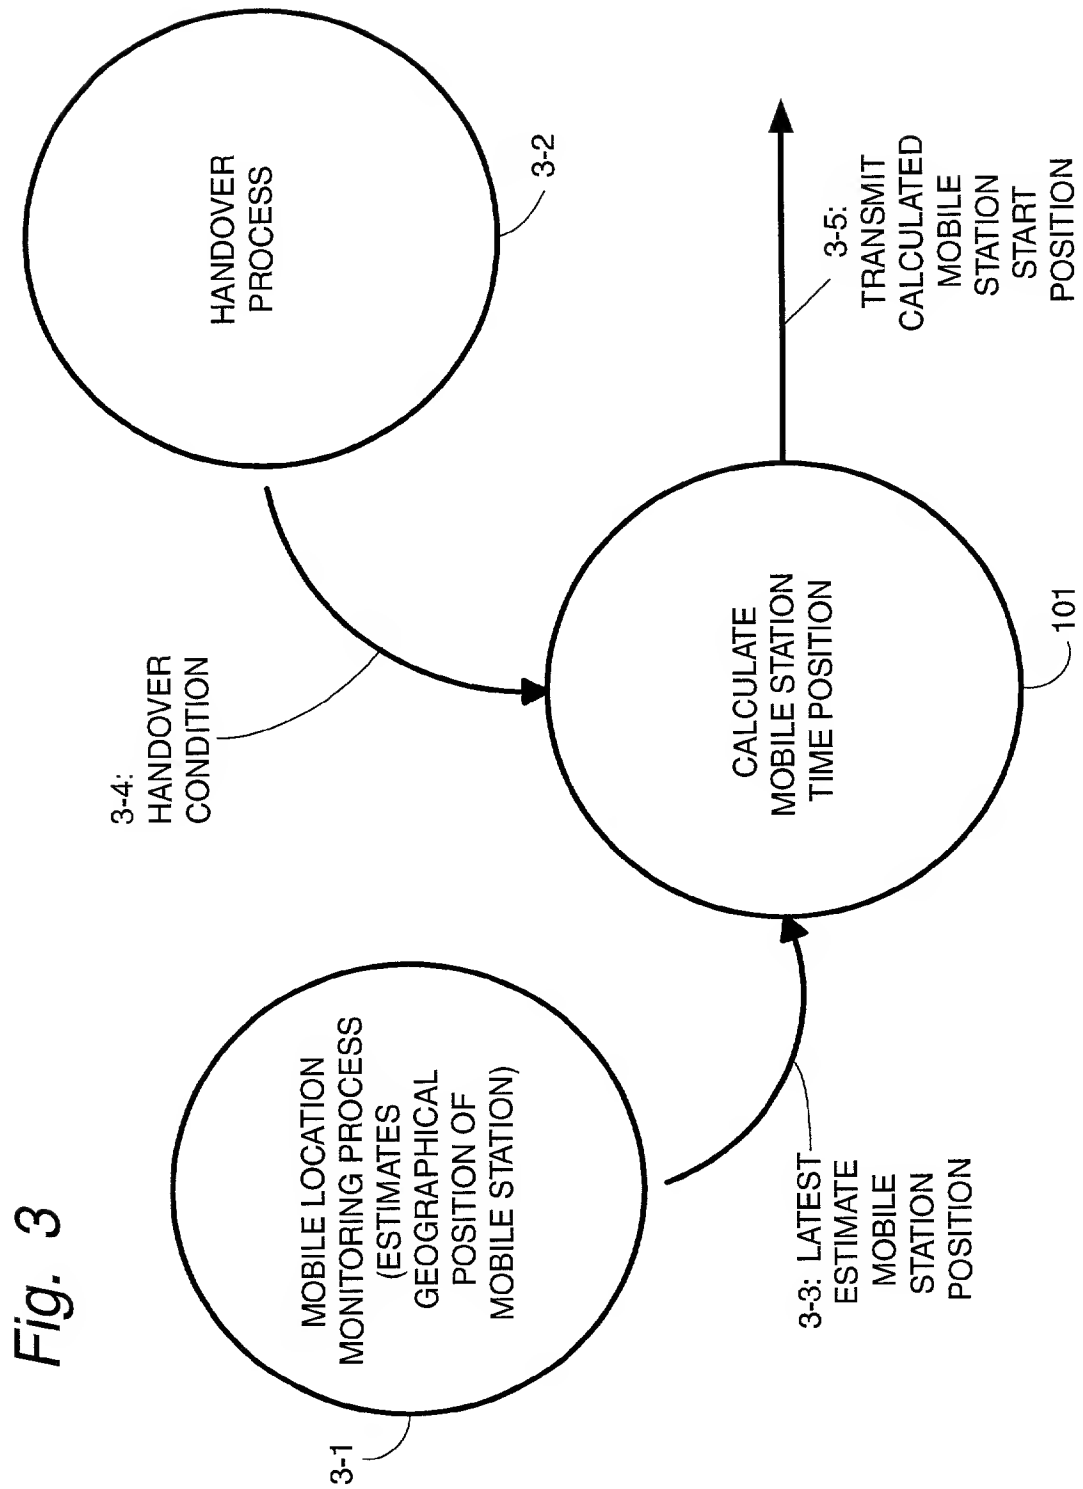 Fig. 3
3-1
MOBILE LOCATION
MONITORING PROCESS
(ESTIMATES
GEOGRAPHICAL
POSITION OF
MOBILE STATION)
3-3: LATEST
ESTIMATE
MOBILE
STATION
POSITION
3-4:
HANDOVER
CONDITION
HANDOVER
PROCESS
3-2
CALCULATE
MOBILE STATION
TIME POSITION
101
3-5:
TRANSMIT
CALCULATED
MOBILE
STATION
START
POSITION